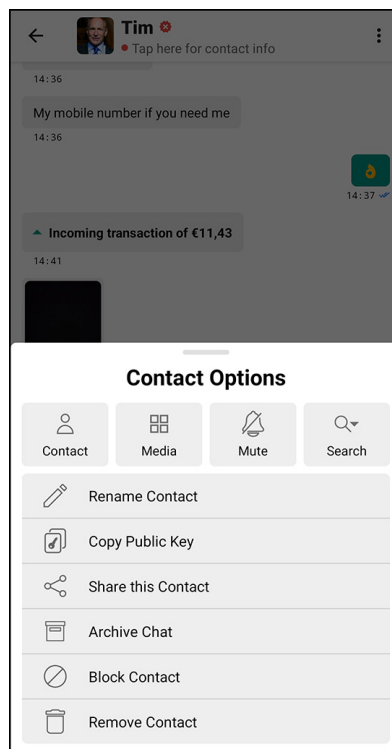 Tim
Tap here for contact info
14:36
My mobile number if you need me
14:36
14:37
Incoming transaction of €11,43
14:41
Contact Options
Contact Media Mute Search
Rename Contact
Copy Public Key
Share this Contact
Archive Chat
Block Contact
Remove Contact